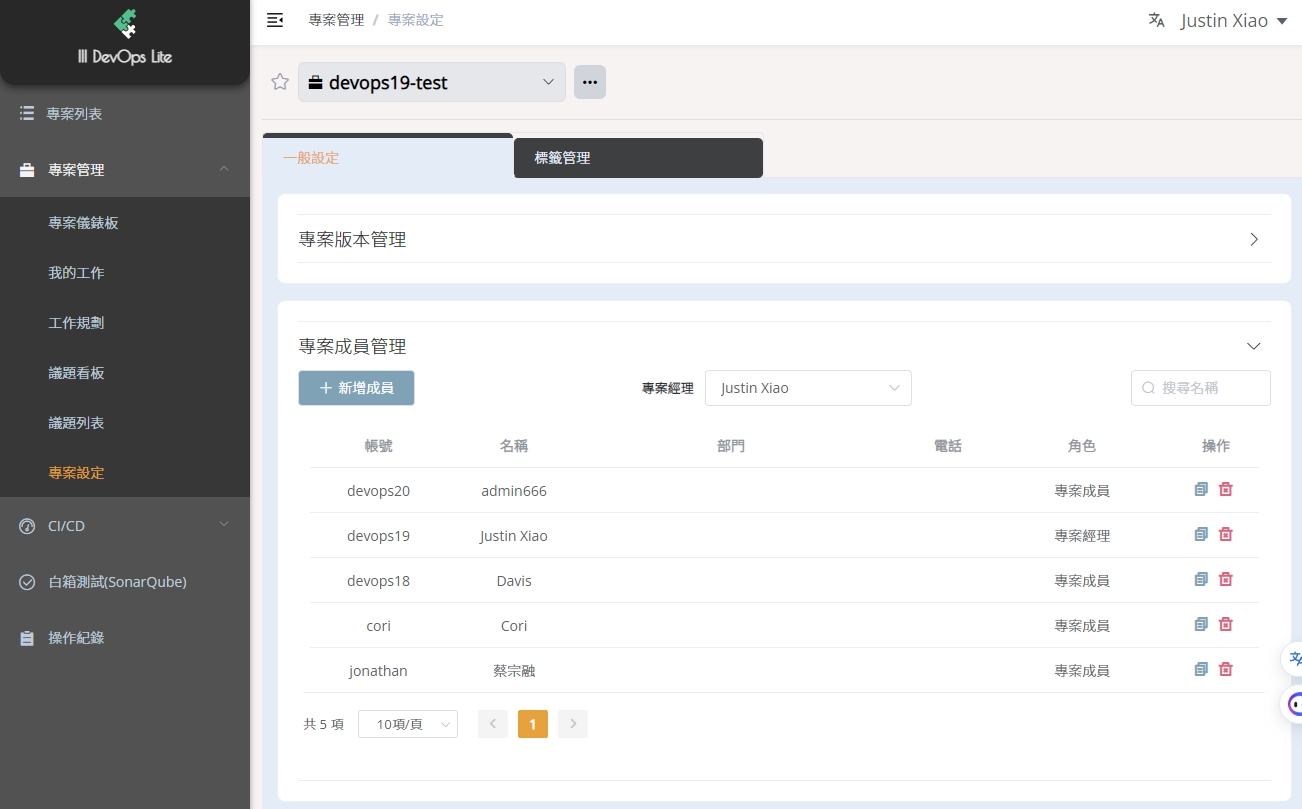 III DevOps Lite
專案列表
專案管理
專案儀錶板
我的工作
工作規劃
議題看板
議題列表
專案設定
CI/CD
白箱測試(SonarQube)
操作紀錄
專案管理 / 專案設定
Justin Xiao
devops19-test
一般設定
標籤管理
專案版本管理
專案成員管理
新增成員
專案經理 Justin Xiao
搜尋名稱
帳號 名稱 部門 電話 角色 操作
devops20 admin666 專案成員
devops19 Justin Xiao 專案經理
devops18 Davis 專案成員
cori Cori 專案成員
jonathan 蔡宗融 專案成員
共 5 項 10項/頁 1